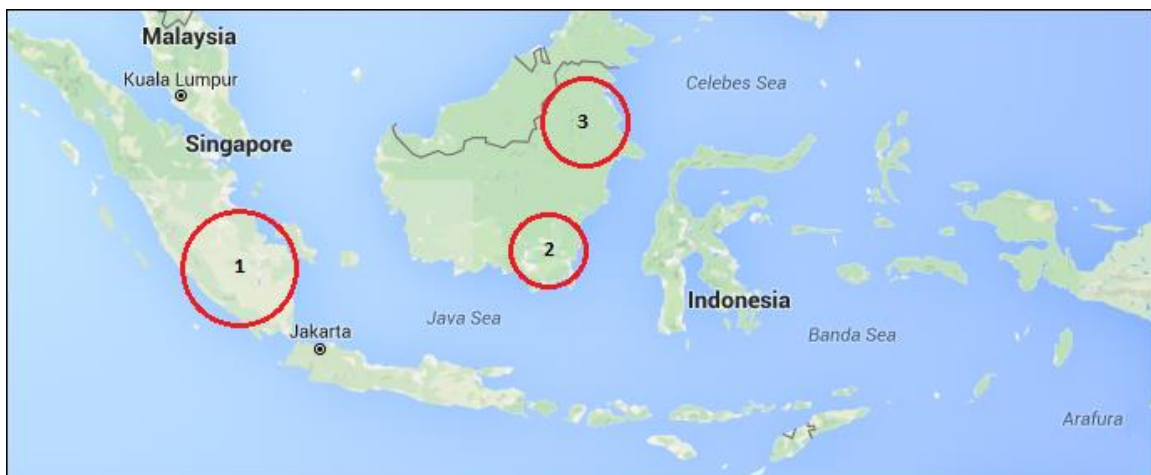 Malaysia
Kuala Lumpur
Singapore
Celebes Sea
3
1
2
Indonesia
Java Sea
Jakarta
Banda Sea
Arafura